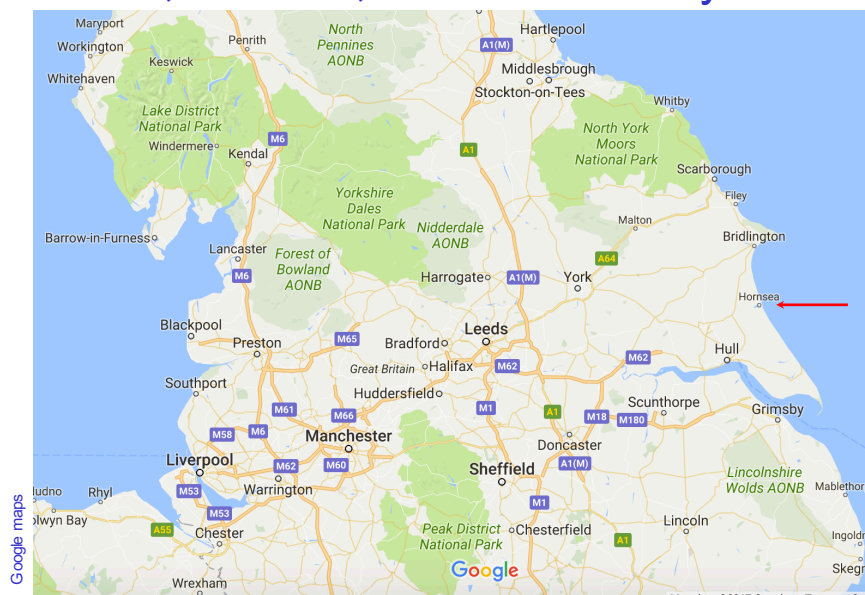 Maryport
Workington
Whitehaven
Keswick
Penrith
North
Pennines
AONB
A1(M)
Hartlepool
Middlesbrough
Stockton-on-Tees
Whitby
Lake District
National Park
Windermere
Kendal
M6
A1
North York
Moors
National Park
Scarborough
Filey
Yorkshire
Dales
National Park
Nidderdale
AONB
Malton
Bridlington
Barrow-in-Furness
Lancaster
M6
Forest of
Bowland
AONB
A64
Harrogate
A1(M)
York
Hornsea
Blackpool
Preston
M65
Bradford
Leeds
Great Britain
Halifax
M62
M62
Hull
Southport
Huddersfield
M61
M66
M1
A1
M18
M180
Scunthorpe
Grimsby
M58
M6
Manchester
Doncaster
Liverpool
M62
M60
A1(M)
Sheffield
Lincolnshire
Wolds AONB
Warrington
M53
M53
M1
Mablethor
ludno
Rhyl
olwyn Bay
A55
Chester
Peak District
National Park
Chesterfield
A1
Lincoln
Ingoldm
Skegn
Wrexham
Google
Google maps